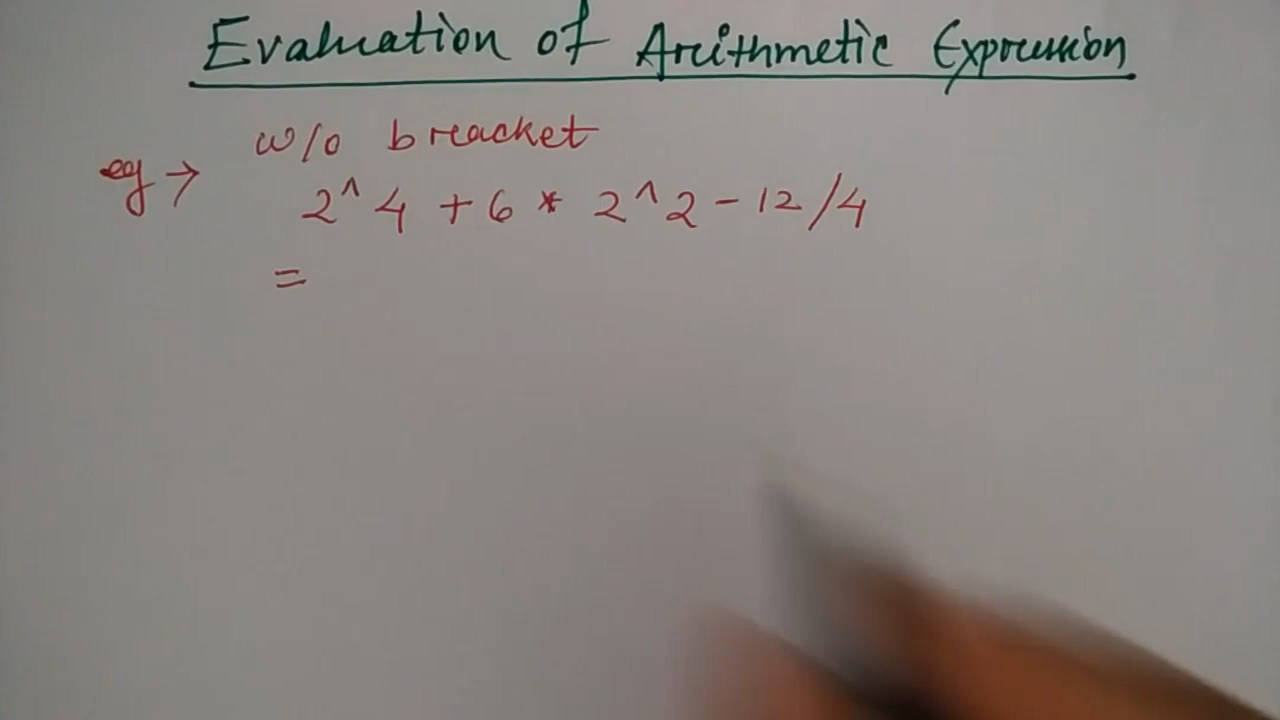 Evaluation of Arithmetic Expression
w/o bracket
eg →
2^4 + 6 * 2^2 - 12/4
=